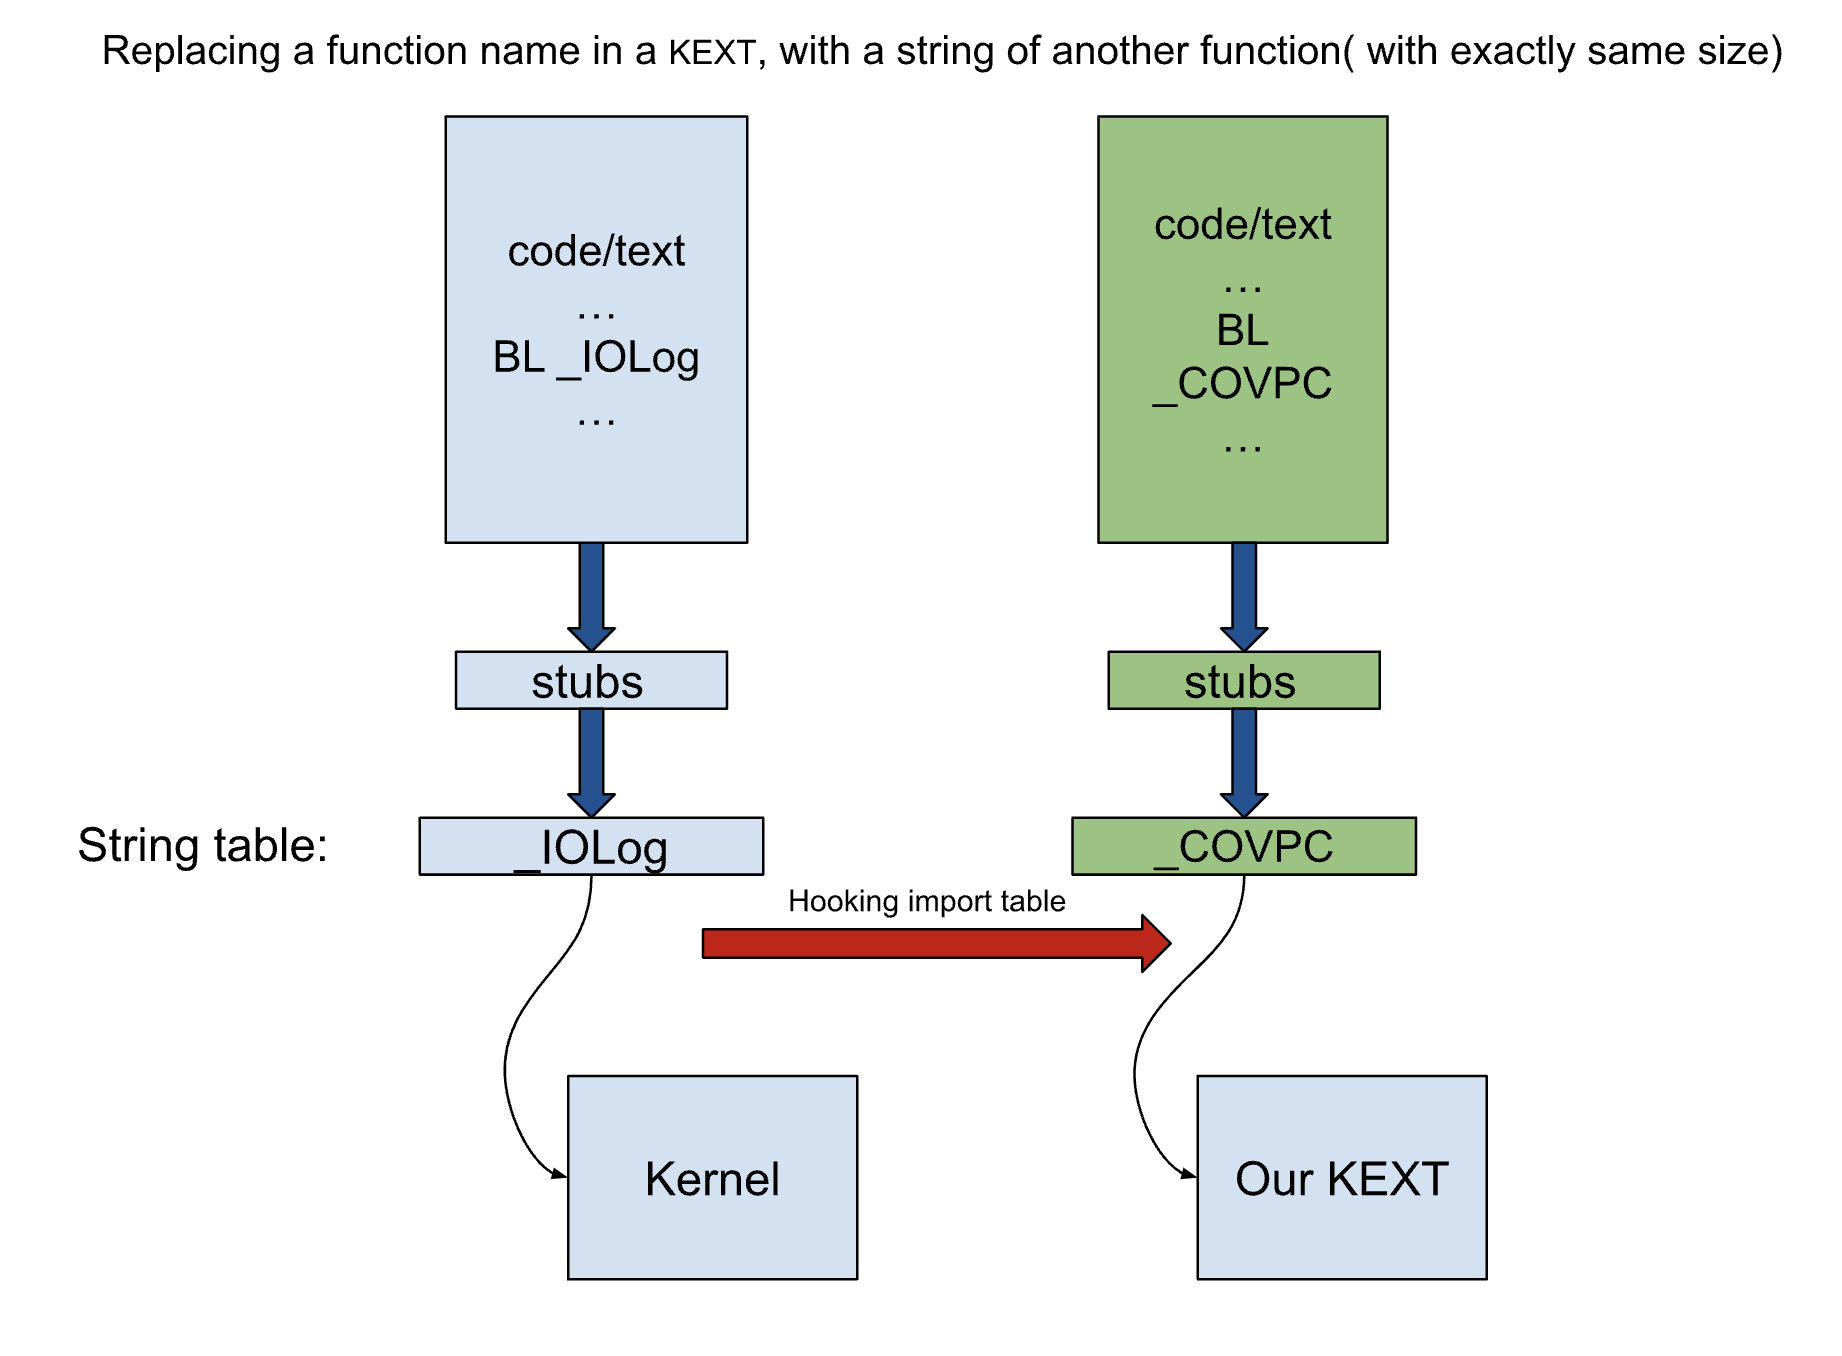 Replacing a function name in a KEXT, with a string of another function( with exactly same size)
code/text
...
BL _IOLog
...
code/text
...
BL
_COVPC
...
stubs
stubs
String table:
_IOLog
_COVPC
Hooking import table
Kernel
Our KEXT